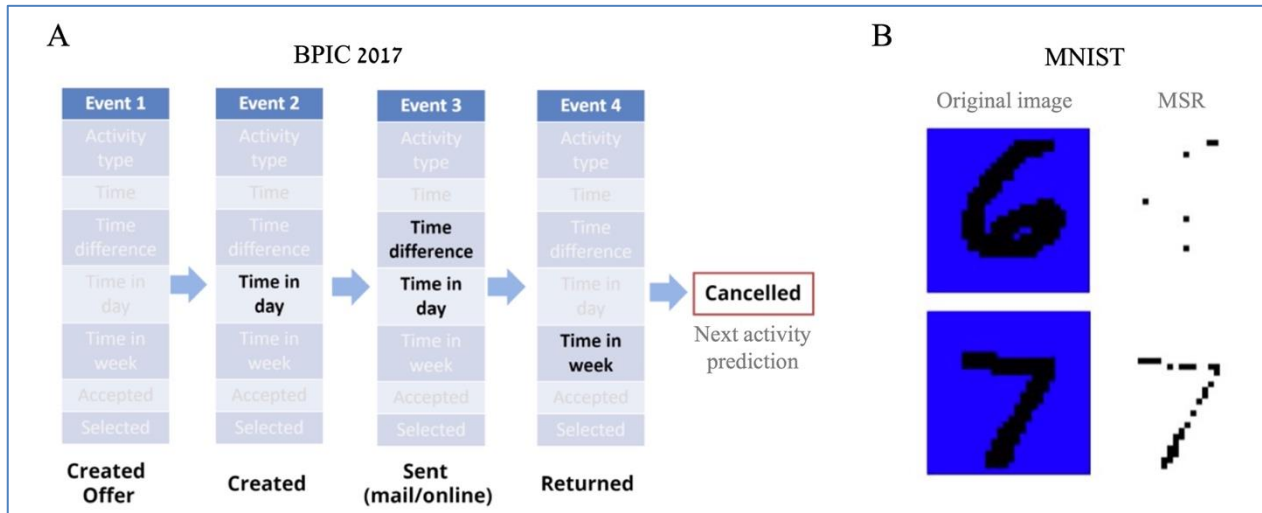 A
BPIC 2017
Event 1
Activity
type
Time
Time
difference
Time in
day
Time in
week
Accepted
Selected
Created
Offer
Event 2
Activity
type
Time
Time
difference
Time in
day
Time in
week
Accepted
Selected
Created
Event 3
Activity
type
Time
Time
difference
Time in
day
Time in
week
Accepted
Selected
Sent
(mail/online)
Event 4
Activity
type
Time
Time
difference
Time in
day
Time in
week
Accepted
Selected
Returned
Cancelled
Next activity
prediction
B
MNIST
Original image
MSR
6
7
7